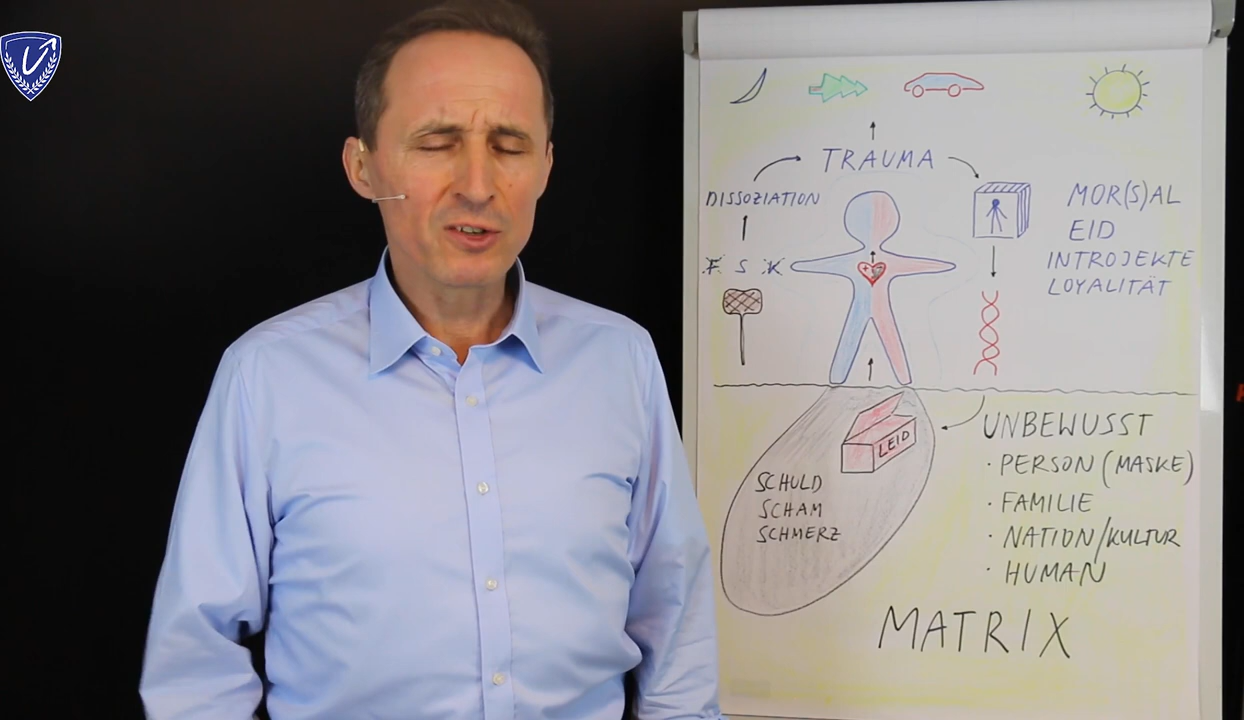 TRAUMA
DISSOZIATION
F S K
MOR(S)AL
EID
INTROJEKTE
LOYALITÄT
LEID
SCHULD
SCHAM
SCHMERZ
UNBEWUSST
· PERSON (MASKE)
· FAMILIE
· NATION/KULTUR
· HUMAN
MATRIX